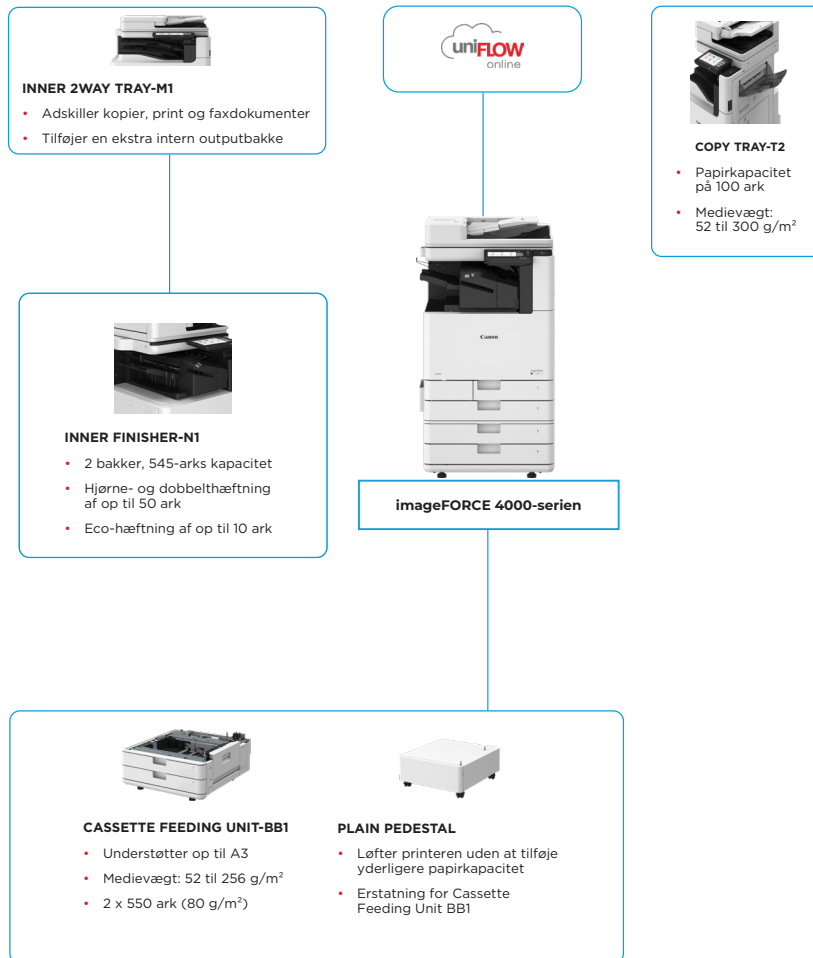 INNER 2WAY TRAY-M1
• Adskiller kopier, print og faxdokumenter
• Tilføjer en ekstra intern outputbakke
uniFLOW
online
COPY TRAY-T2
• Papirkapacitet
på 100 ark
• Medievægt:
52 til 300 g/m²
INNER FINISHER-N1
• 2 bakker, 545-arks kapacitet
• Hjørne- og dobbelthæftning
af op til 50 ark
• Eco-hæftning af op til 10 ark
Canon
imageFORCE 4000-serien
CASSETTE FEEDING UNIT-BB1
• Understøtter op til A3
• Medievægt: 52 til 256 g/m²
• 2 x 550 ark (80 g/m²)
PLAIN PEDESTAL
• Løfter printeren uden at tilføje
yderligere papirkapacitet
• Erstatning for Cassette
Feeding Unit BB1